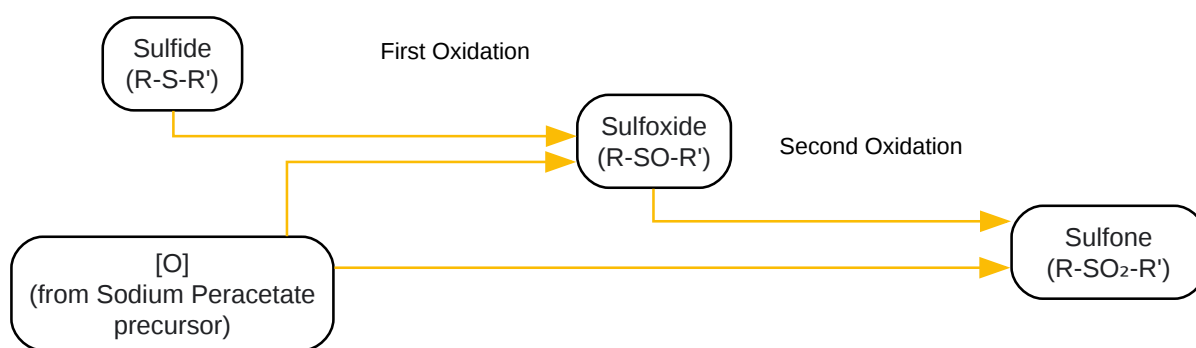 Sulfide
(R-S-R')
First Oxidation
Sulfoxide
(R-SO-R')
Second Oxidation
[O]
(from Sodium Peracetate
precursor)
Sulfone
(R-SO₂-R')